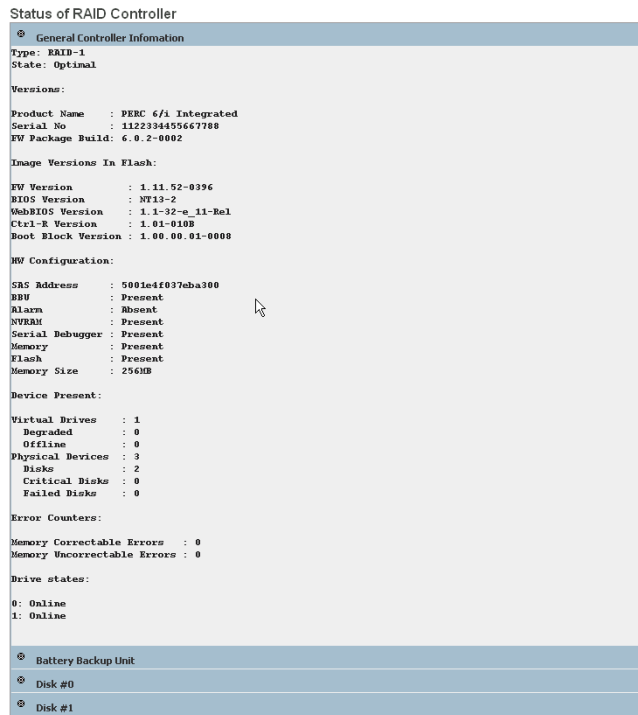 Status of RAID Controller
General Controller Infomation
Type: RAID-1
State: Optimal
Versions:
Product Name : PERC 6/i Integrated
Serial No : 1122334455667788
FW Package Build: 6.0.2-0002
Image Versions In Flash:
FW Version : 1.11.52-0396
BIOS Version : NT13-2
WebBIOS Version : 1.1-32-e_11-Rel
Ctrl-R Version : 1.01-010B
Boot Block Version : 1.00.00.01-0008
HW Configuration:
SAS Address : 5001e4f037eba300
BBU : Present
Alarm : Absent
NVRAM : Present
Serial Debugger : Present
Memory : Present
Flash : Present
Memory Size : 256MB
Device Present:
Virtual Drives : 1
Degraded : 0
Offline : 0
Physical Devices : 3
Disks : 2
Critical Disks : 0
Failed Disks : 0
Error Counters:
Memory Correctable Errors : 0
Memory Uncorrectable Errors : 0
Drive states:
0: Online
1: Online
Battery Backup Unit
Disk #0
Disk #1